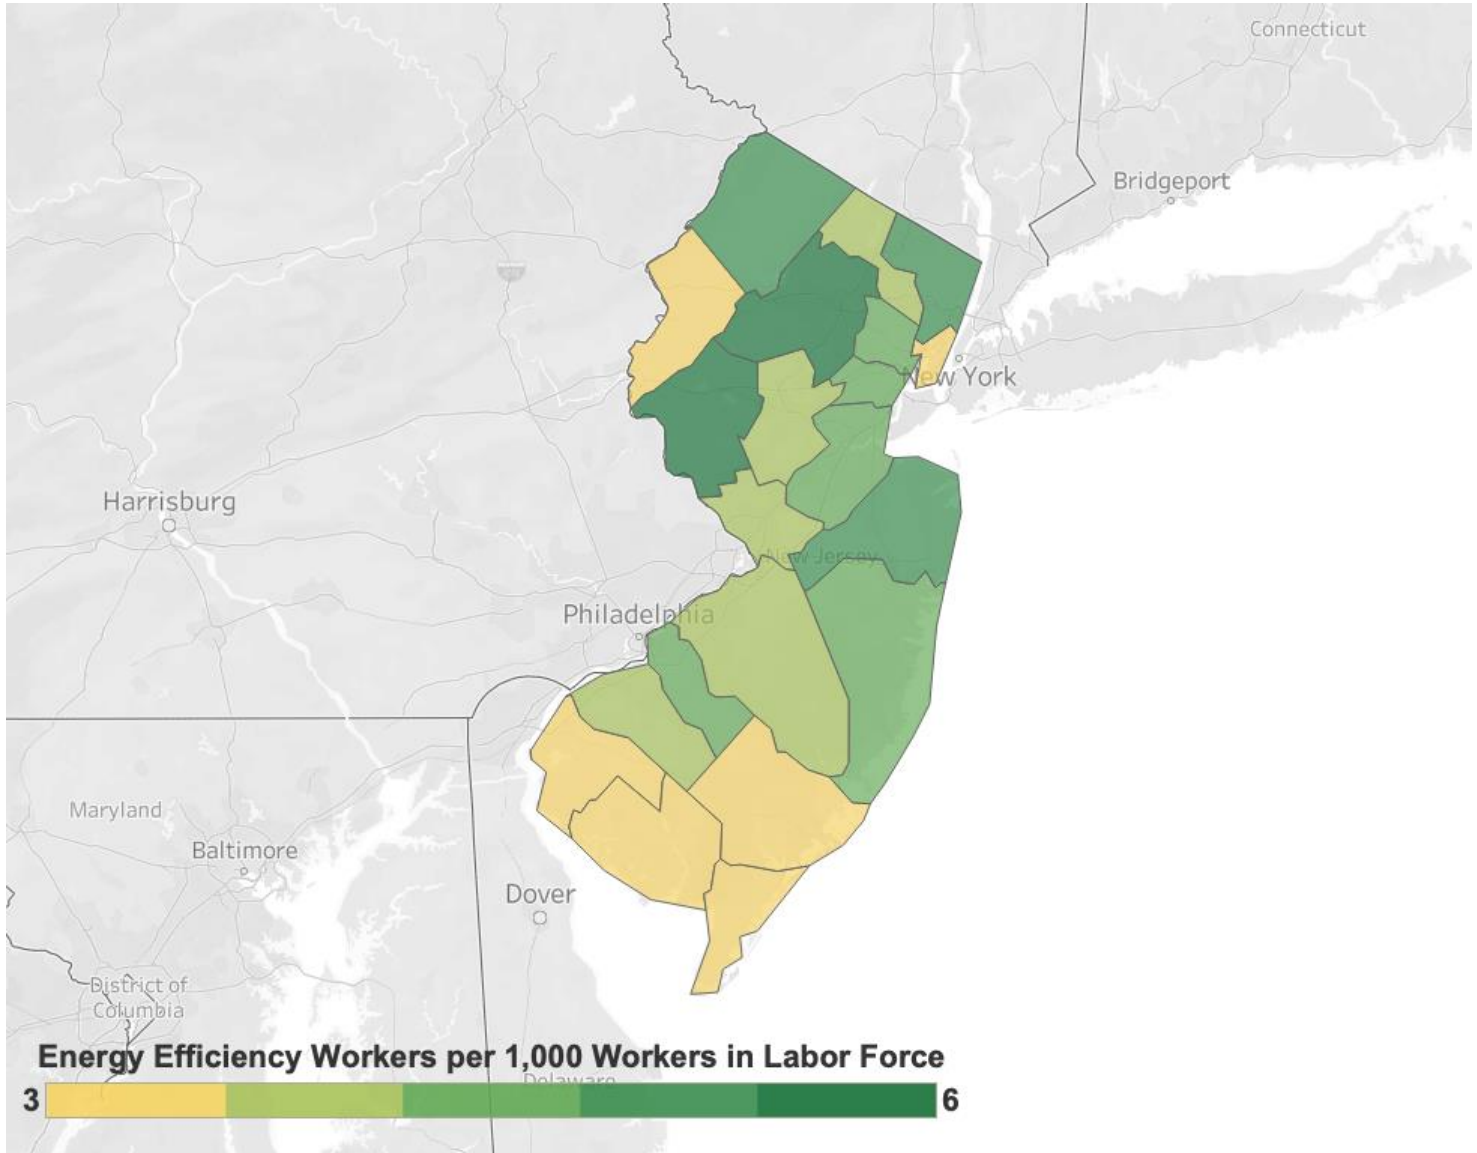 Connecticut
Bridgeport
New York
Harrisburg
New Jersey
Philadelphia
Maryland
Baltimore
Dover
District of
Columbia
Energy Efficiency Workers per 1,000 Workers in Labor Force
Delaware
3
6